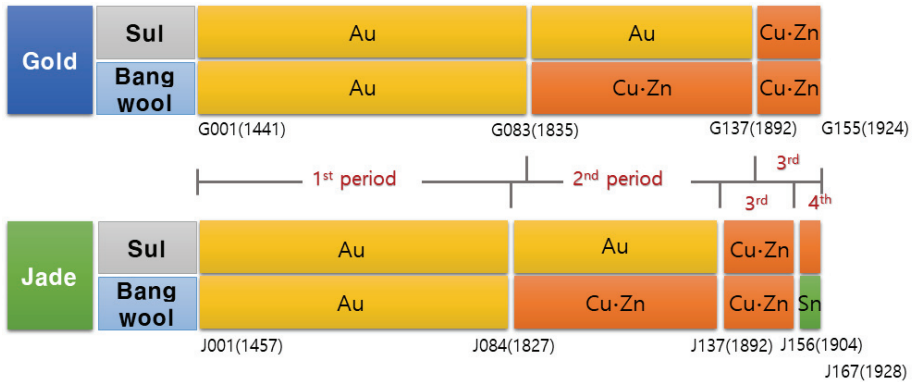 Gold
Sul
Au
Au
Cu·Zn
Bang
wool
Au
Cu·Zn
Cu·Zn
G001(1441)
G083(1835)
G137(1892)
G155(1924)
1st period
2nd period
3rd
3rd
4th
Jade
Sul
Au
Au
Cu·Zn
Bang
wool
Au
Cu·Zn
Cu·Zn
Sn
J001(1457)
J084(1827)
J137(1892)
J156(1904)
J167(1928)